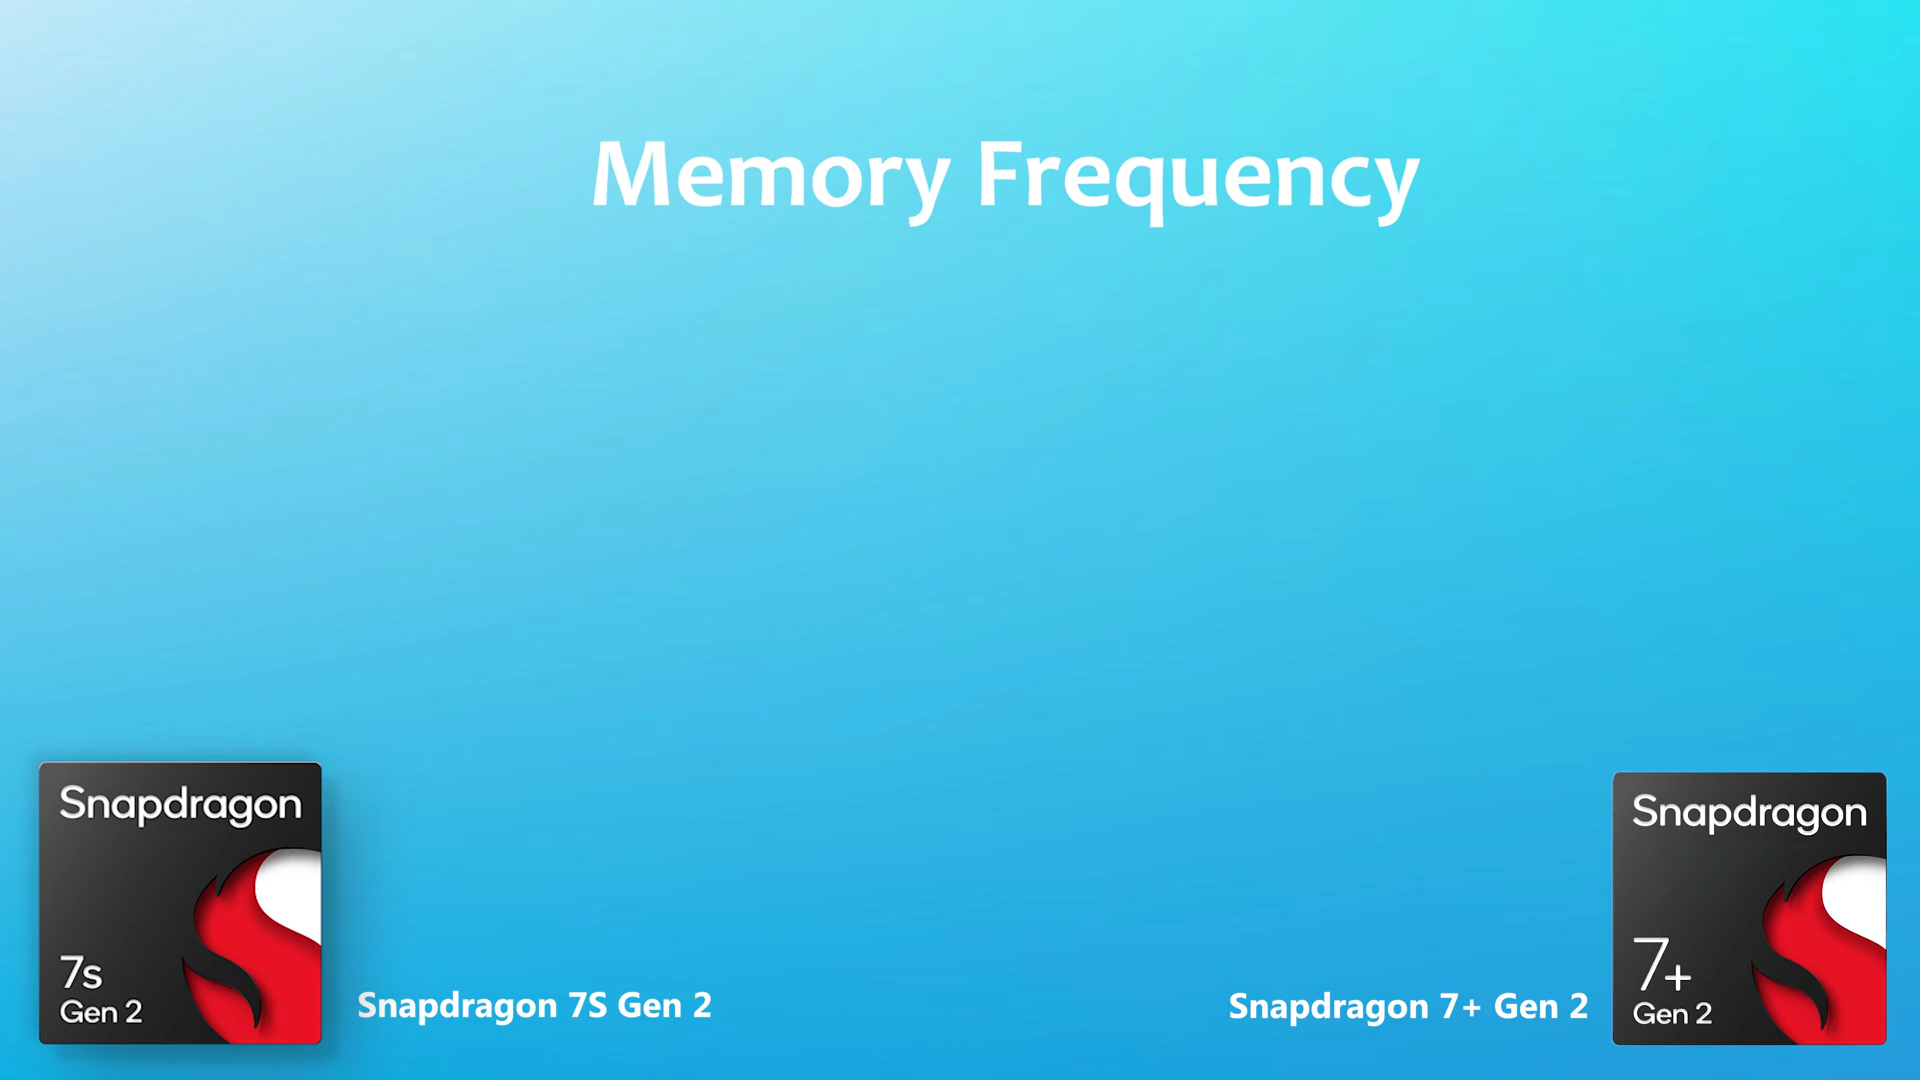 Memory Frequency
Snapdragon
7s
Gen 2
Snapdragon 7S Gen 2
Snapdragon 7+ Gen 2
Snapdragon
7+
Gen 2